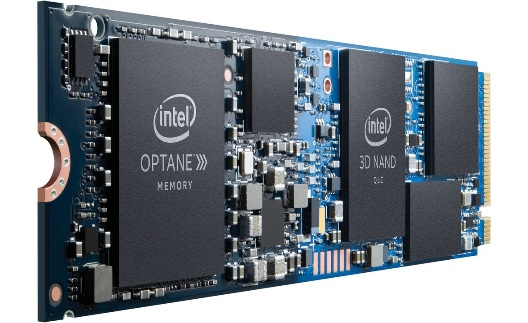 intel
OPTANE
MEMORY
intel
3D NAND
QLC